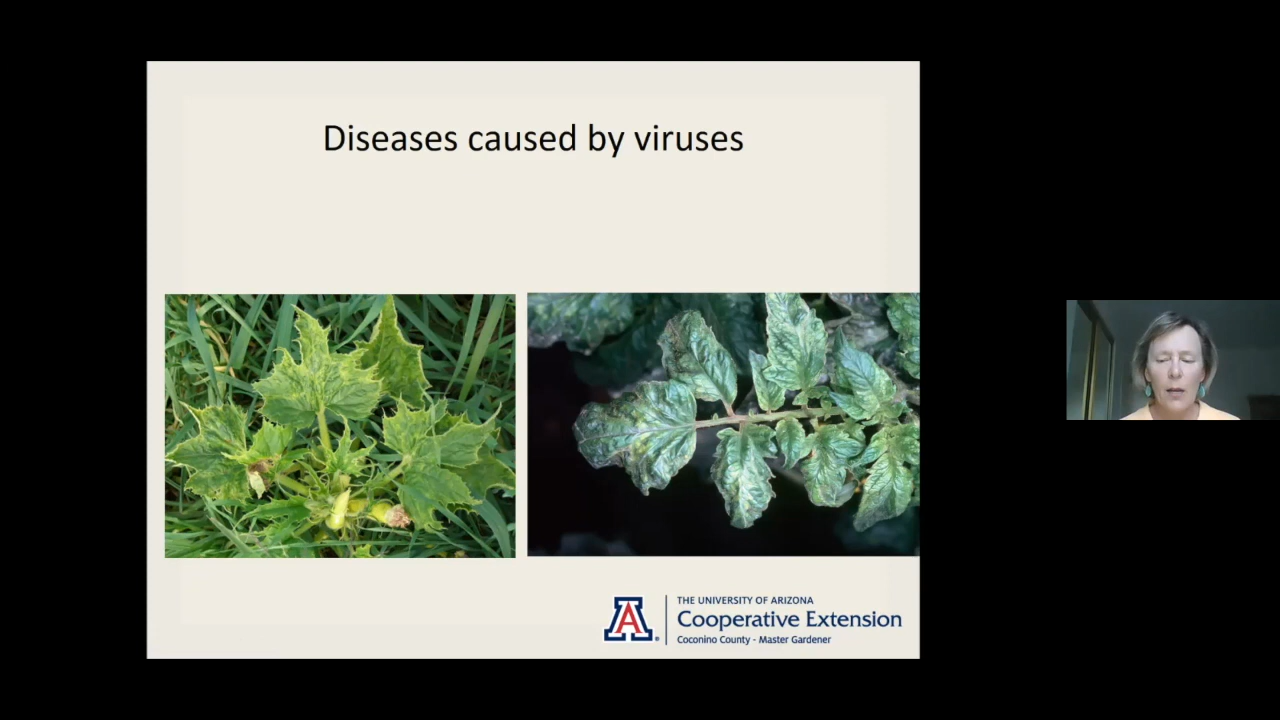 Diseases caused by viruses
THE UNIVERSITY OF ARIZONA
Cooperative Extension
Coconino County - Master Gardener